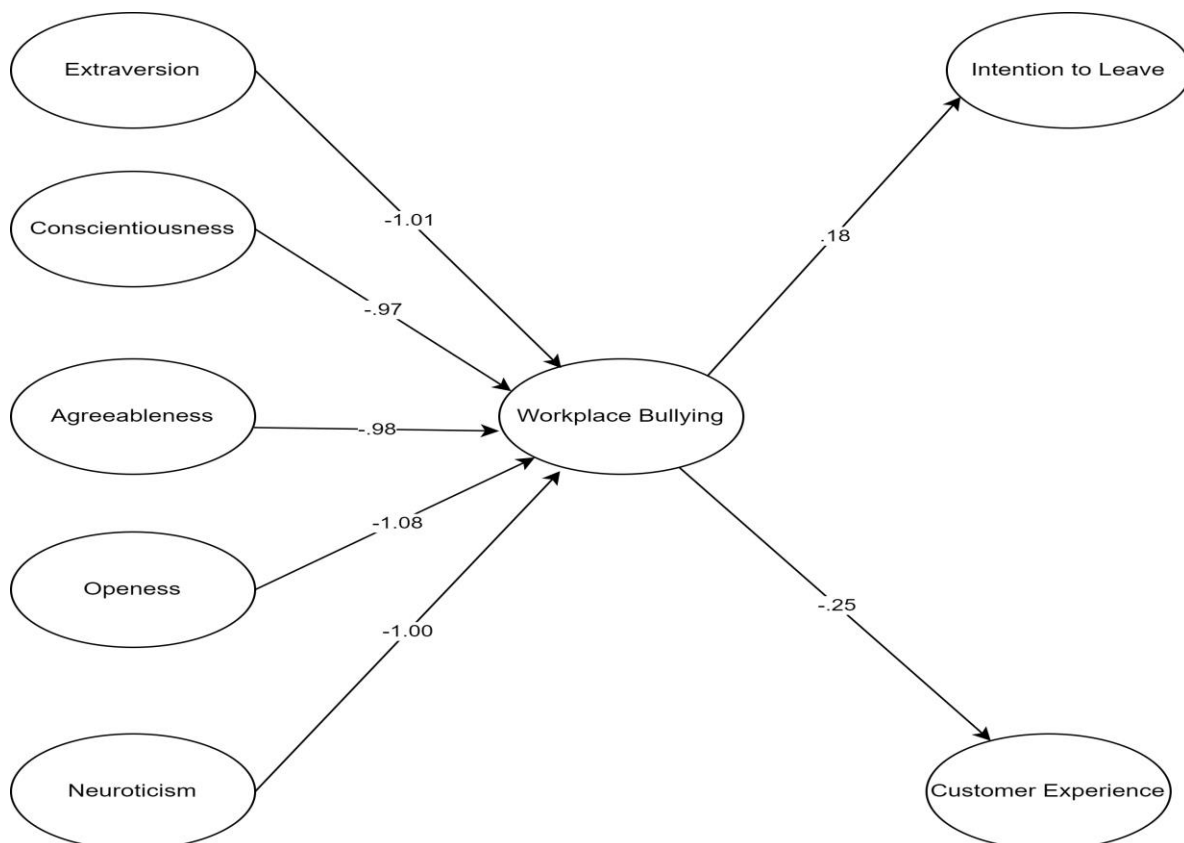 Extraversion
Intention to Leave
Conscientiousness
-1.01
.18
-.97
Agreeableness
-.98
Workplace Bullying
-1.08
Openess
-1.00
-.25
Neuroticism
Customer Experience